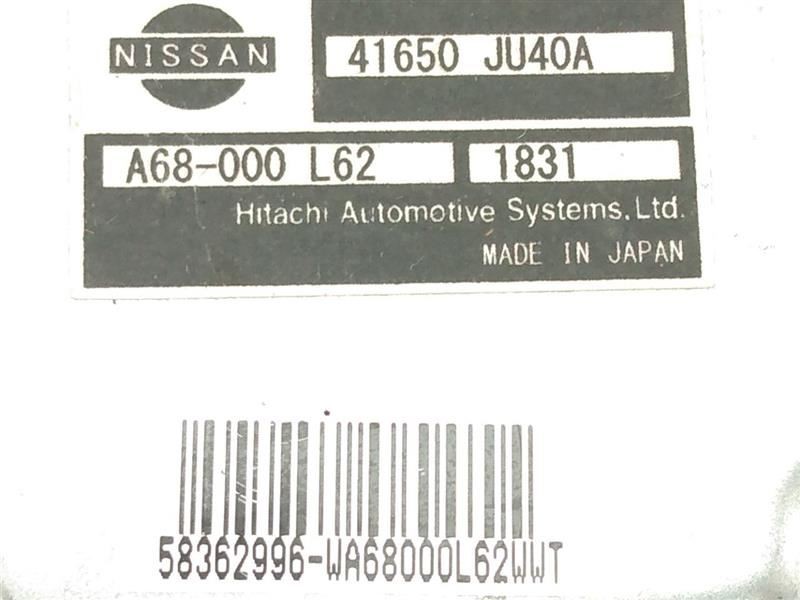 NISSAN 41650 JU40A
A68-000 L62 1831
Hitachi Automotive Systems, Ltd.
MADE IN JAPAN
58362996-WA68000L62WWT